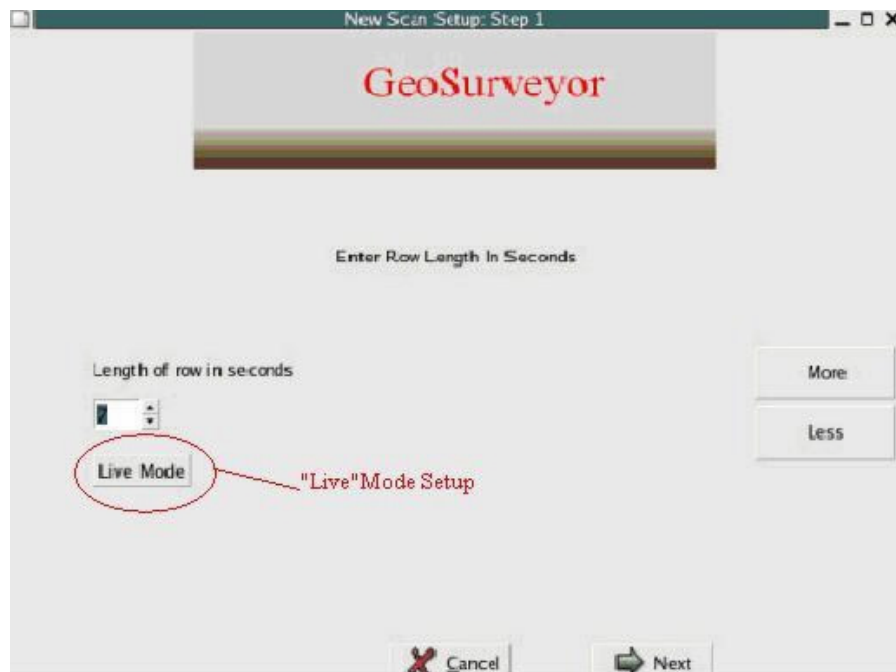 New Scan Setup: Step 1
GeoSurveyor
Enter Row Length In Seconds
Length of row in seconds
More
Less
Live Mode
"Live"Mode Setup
Cancel
Next